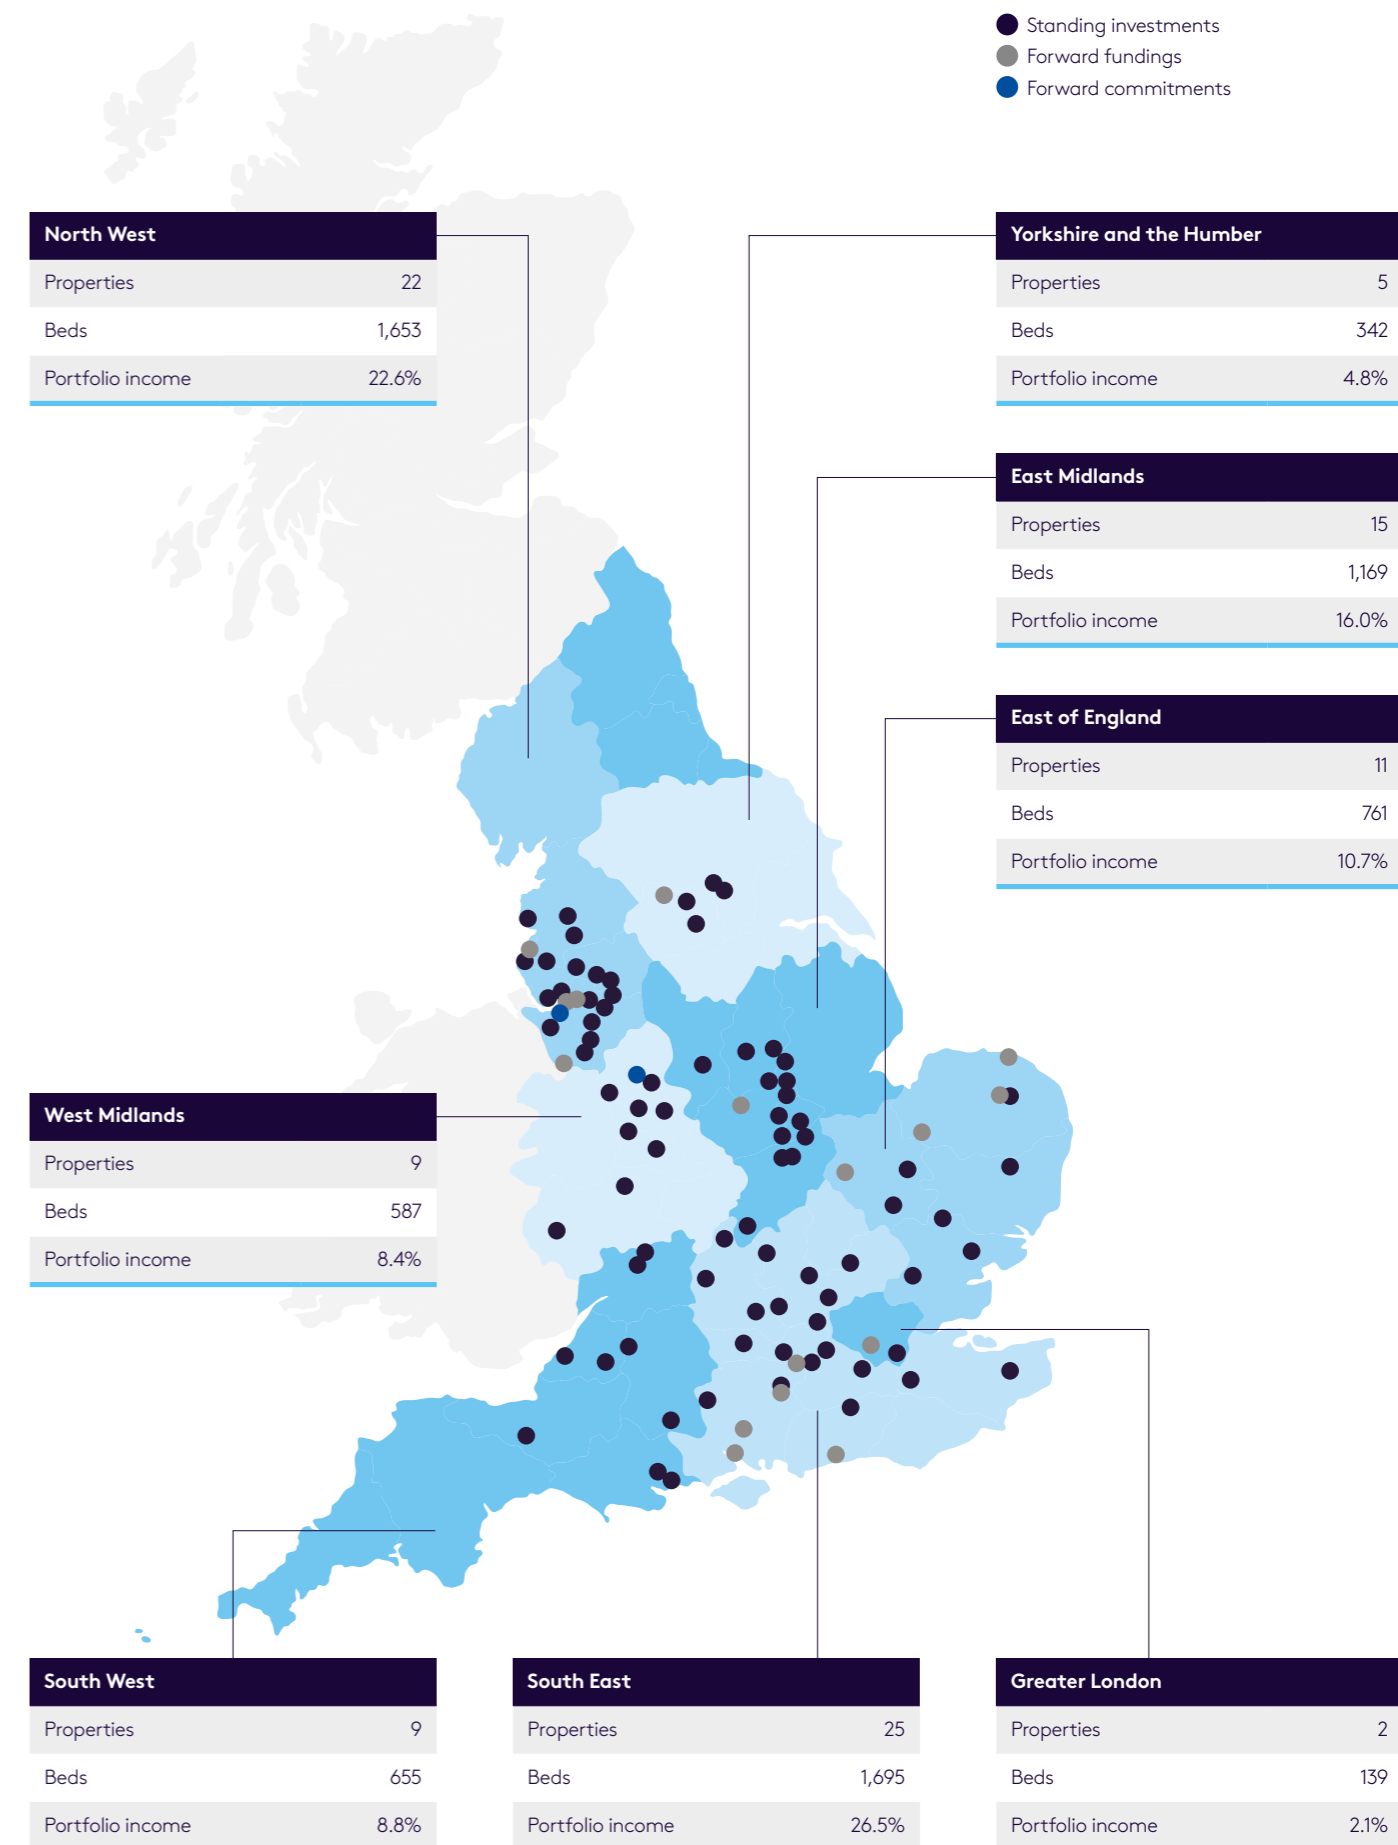 Standing investments
Forward fundings
Forward commitments
North West
Properties 22
Beds 1,653
Portfolio income 22.6%
Yorkshire and the Humber
Properties 5
Beds 342
Portfolio income 4.8%
East Midlands
Properties 15
Beds 1,169
Portfolio income 16.0%
East of England
Properties 11
Beds 761
Portfolio income 10.7%
West Midlands
Properties 9
Beds 587
Portfolio income 8.4%
South West
Properties 9
Beds 655
Portfolio income 8.8%
South East
Properties 25
Beds 1,695
Portfolio income 26.5%
Greater London
Properties 2
Beds 139
Portfolio income 2.1%